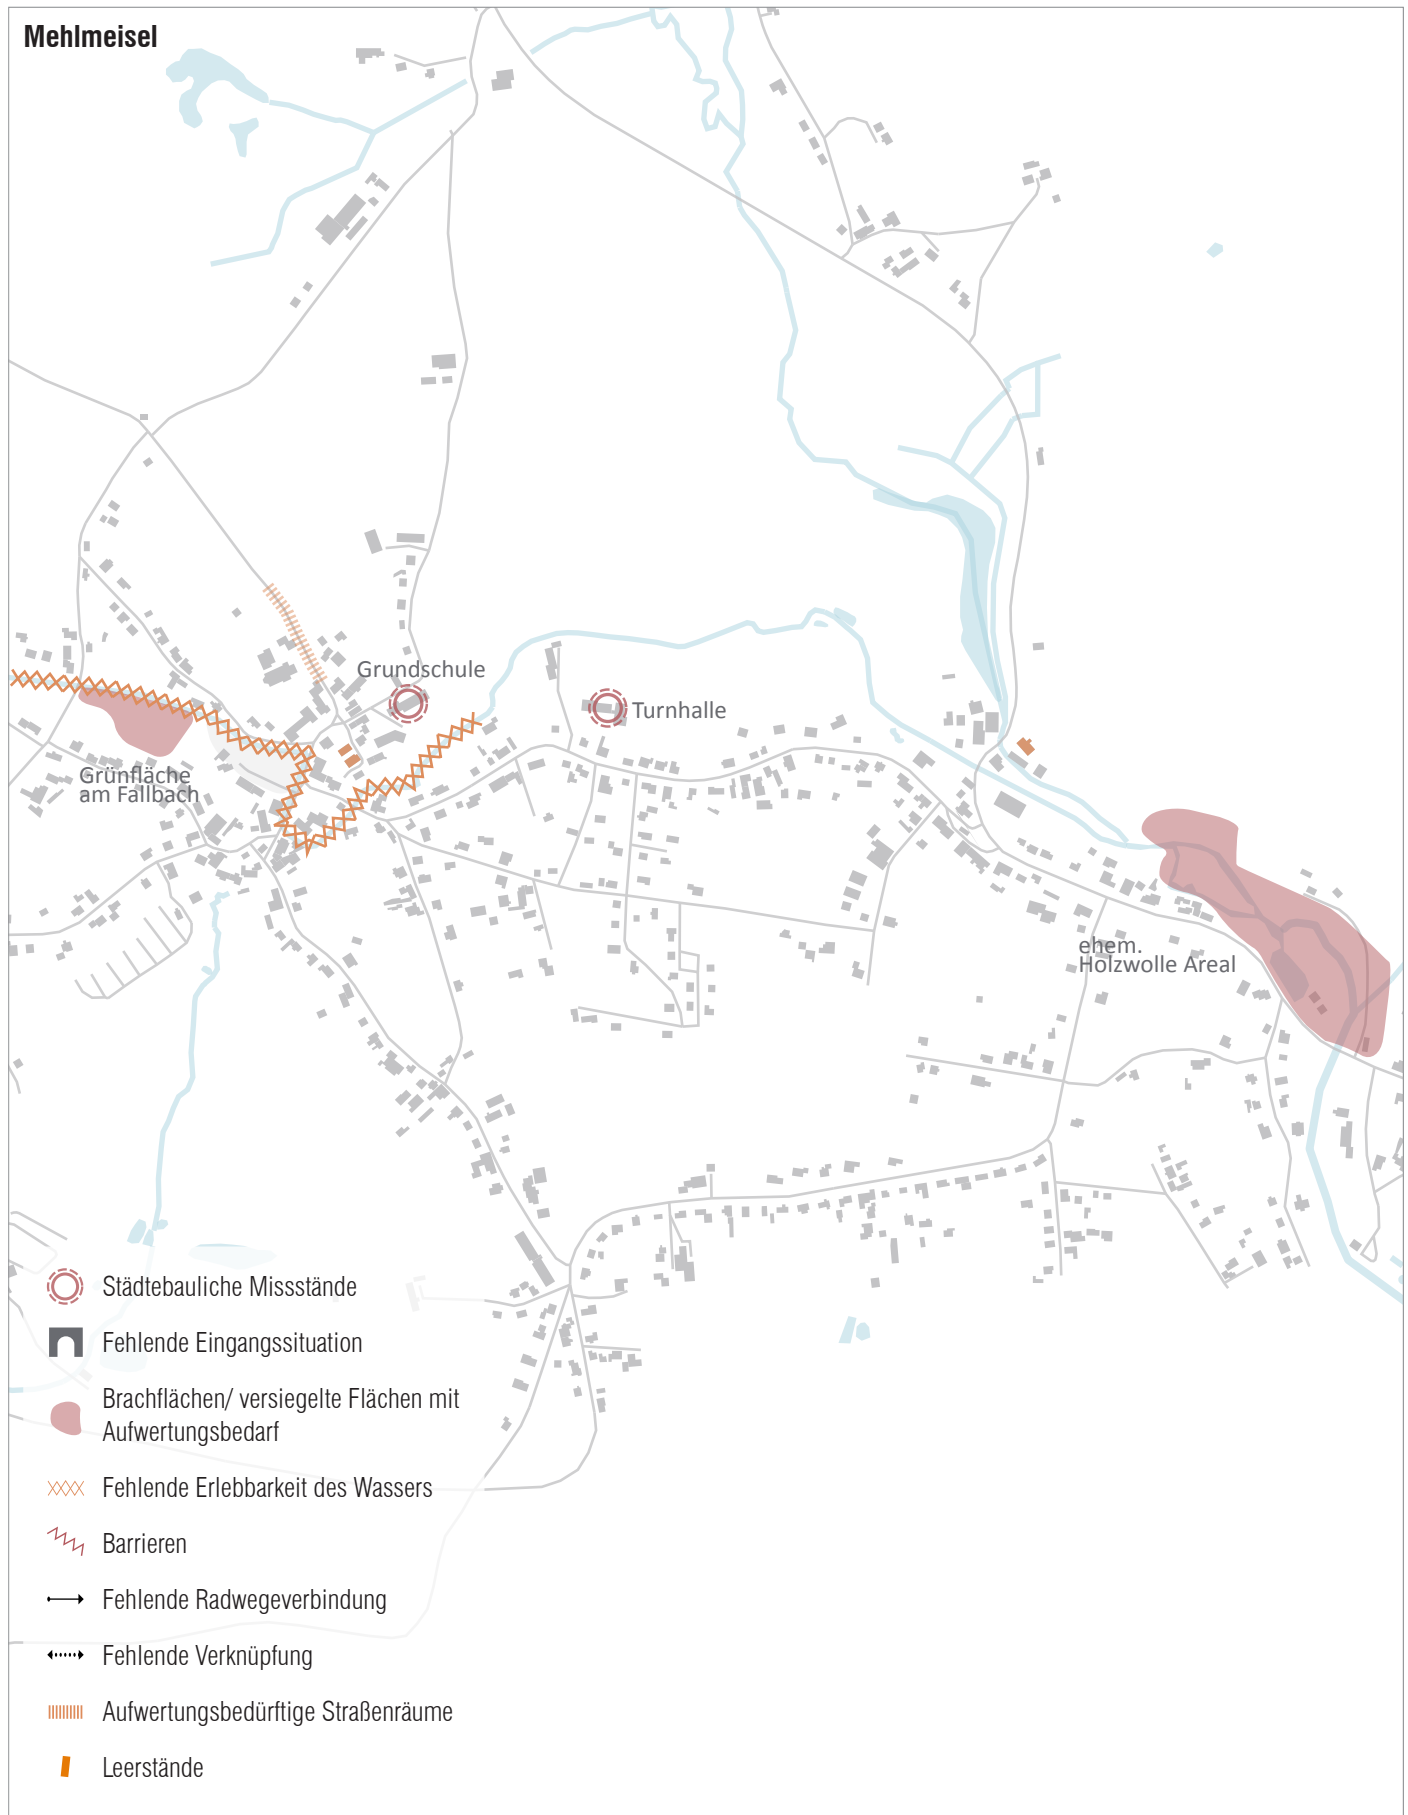 Mehlmeisel
Grundschule
Turnhalle
Grünfläche
am Fallbach
ehem.
Holzwolle Areal
Städtebauliche Missstände
Fehlende Eingangssituation
Brachflächen/ versiegelte Flächen mit
Aufwertungsbedarf
Fehlende Erlebbarkeit des Wassers
Barrieren
Fehlende Radwegeverbindung
Fehlende Verknüpfung
Aufwertungsbedürftige Straßenräume
Leerstände